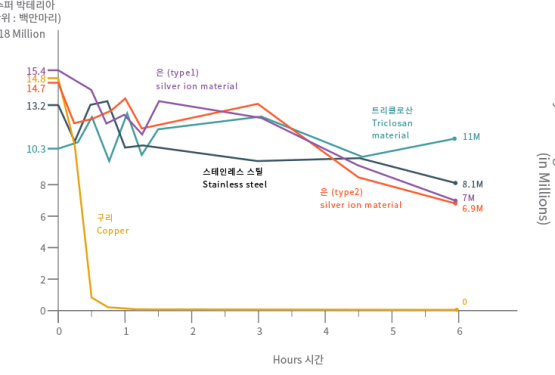 슈퍼 박테리아
위 : 백만마리)
18 Million
15.4
14.8
14.7
13.2
10.3
8
6
4
2
0
은 (type1)
silver ion material
트리클로산
Triclosan
material
11M
스테인레스 스틸
Stainless steel
은 (type2)
silver ion material
8.1M
7M
6.9M
구리
Copper
0
0 1 2 3 4 5 6
Hours 시간
(in Millions)